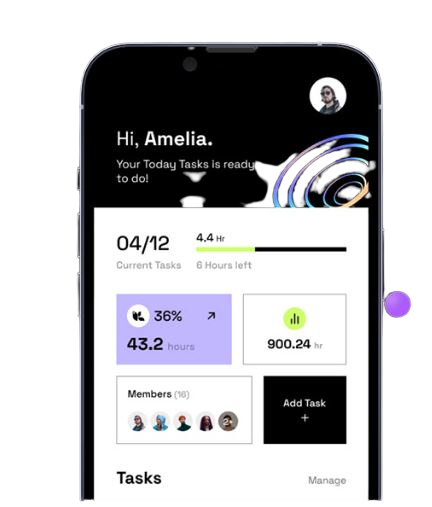 Hi, Amelia.
Your Today Tasks is ready
to do!
04/12
4.4 Hr
Current Tasks
6 Hours left
36%
43.2 hours
900.24 hr
Members (16)
Add Task
+
Tasks
Manage